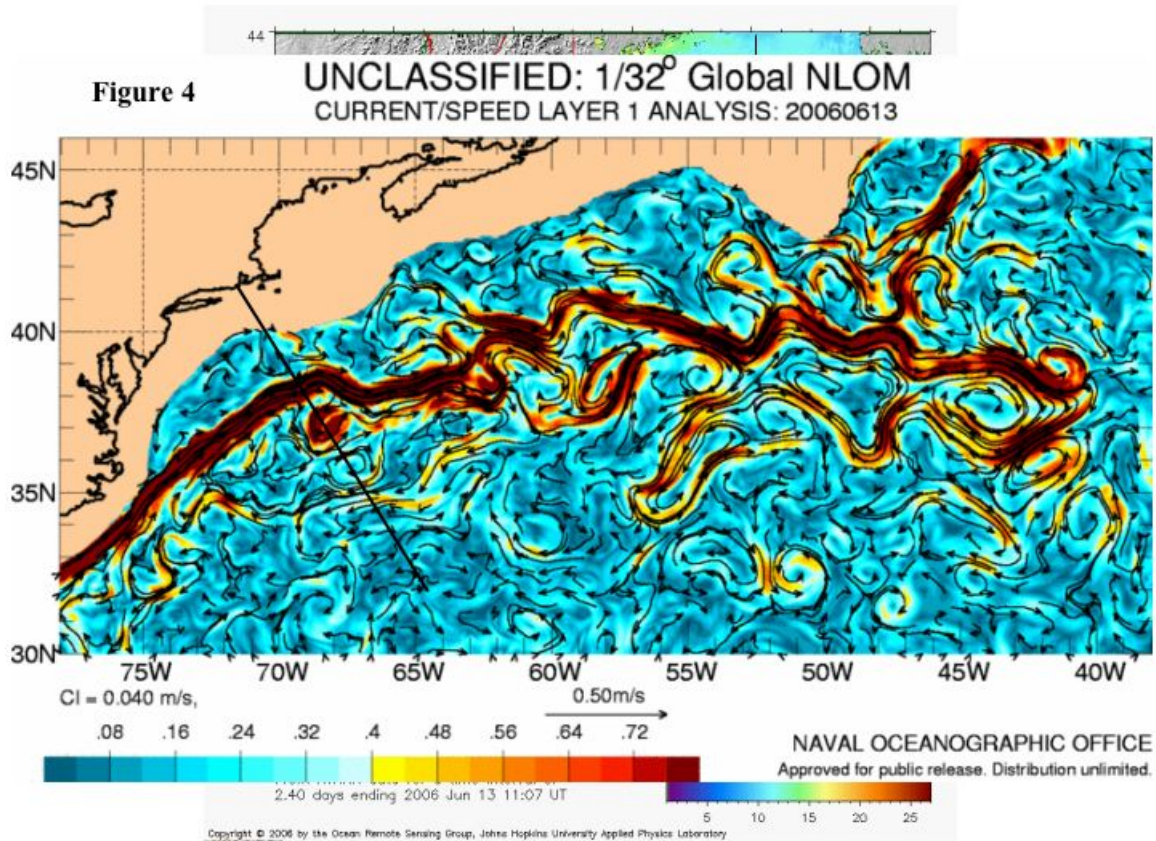 44
Figure 4
UNCLASSIFIED: 1/32° Global NLOM
CURRENT/SPEED LAYER 1 ANALYSIS: 20060613
45N
40N
35N
30N
75W 70W 65W 60W 55W 50W 45W 40W
CI = 0.040 m/s,
0.50m/s
.08 .16 .24 .32 .4 .48 .56 .64 .72
NAVAL OCEANOGRAPHIC OFFICE
Approved for public release. Distribution unlimited.
2.40 days ending 2006 Jun 13 11:07 UT
5 10 15 20 25
Copyright © 2006 by the Ocean Remote Sensing Group, Johns Hopkins University Applied Physics Laboratory